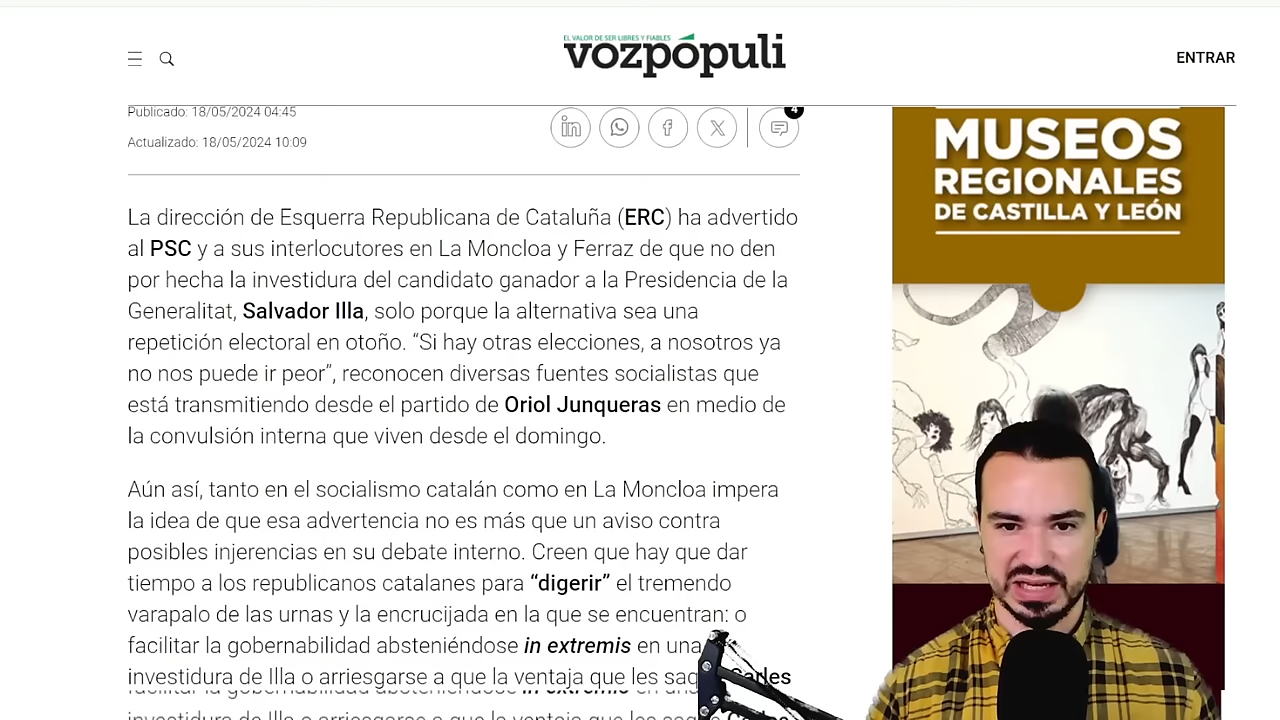 EL VALOR DE SER LIBRES Y FIABLES
vozpópuli
ENTRAR
Publicado: 18/05/2024 04:45
Actualizado: 18/05/2024 10:09
4
La dirección de Esquerra Republicana de Cataluña (ERC) ha advertido
al PSC y a sus interlocutores en La Moncloa y Ferraz de que no den
por hecha la investidura del candidato ganador a la Presidencia de la
Generalitat, Salvador Illa, solo porque la alternativa sea una
repetición electoral en otoño. “Si hay otras elecciones, a nosotros ya
no nos puede ir peor”, reconocen diversas fuentes socialistas que
está transmitiendo desde el partido de Oriol Junqueras en medio de
la convulsión interna que viven desde el domingo.
Aún así, tanto en el socialismo catalán como en La Moncloa impera
la idea de que esa advertencia no es más que un aviso contra
posibles injerencias en su debate interno. Creen que hay que dar
tiempo a los republicanos catalanes para “digerir” el tremendo
varapalo de las urnas y la encrucijada en la que se encuentran: o
facilitar la gobernabilidad absteniéndose in extremis en una
investidura de Illa o arriesgarse a que la ventaja que les saq Carles
MUSEOS
REGIONALES
DE CASTILLA Y LEÓN